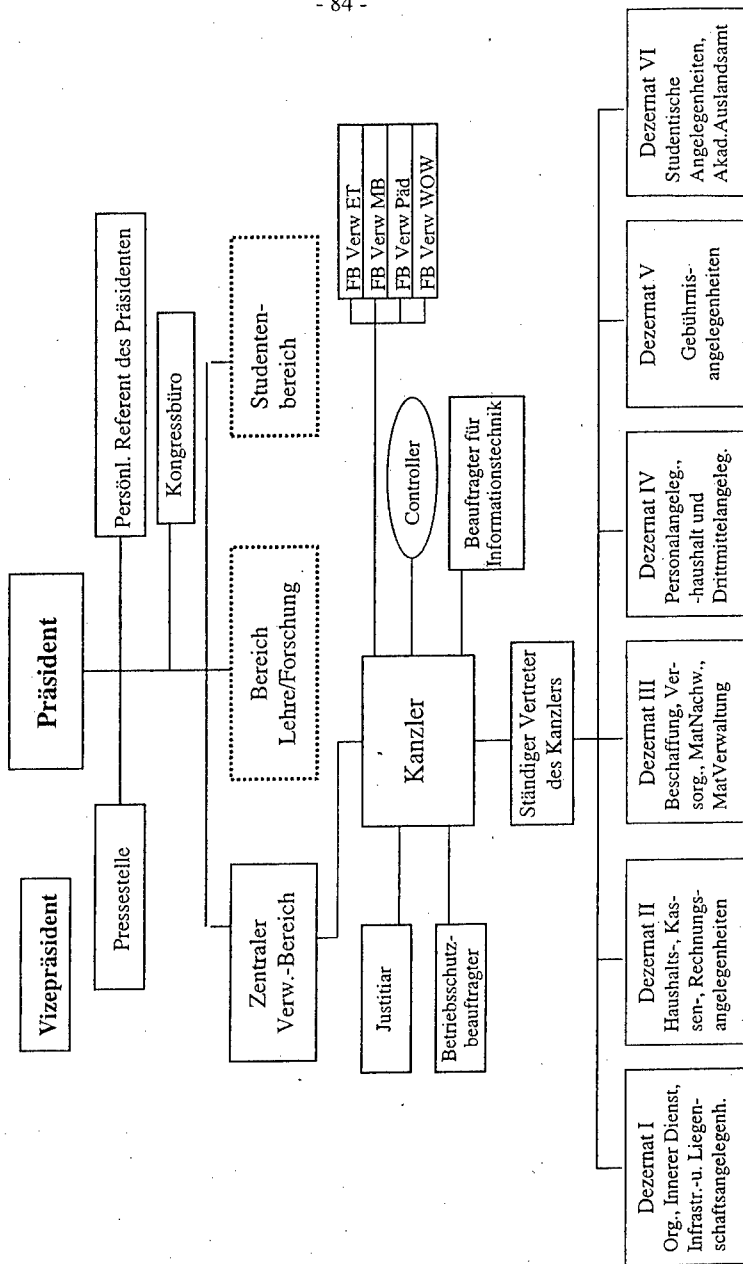 - 84 -
Vizepräsident
Präsident
Pressestelle
Persönl. Referent des Präsidenten
Kongressbüro
Zentraler
Verw.-Bereich
Bereich
Lehre/Forschung
Studenten-
bereich
Justitiar
Betriebsschutz-
beauftragter
Kanzler
Controller
Beauftragter für
Informationstechnik
FB Verw ET
FB Verw MB
FB Verw Päd
FB Verw WOW
Ständiger Vertreter
des Kanzlers
Dezernat I
Org., Innerer Dienst,
Infrastr.-u. Liegen-
schaftsangelegenh.
Dezernat II
Haushalts-, Kas-
sen-, Rechnungs-
angelegenheiten
Dezernat III
Beschaffung, Ver-
sorg., MatNachw.,
MatVerwaltung
Dezernat IV
Personalangeleg.,
-haushalt und
Drittmittelangeleg.
Dezernat V
Gebührnis-
angelegenheiten
Dezernat VI
Studentische
Angelegenheiten,
Akad.Auslandsamt